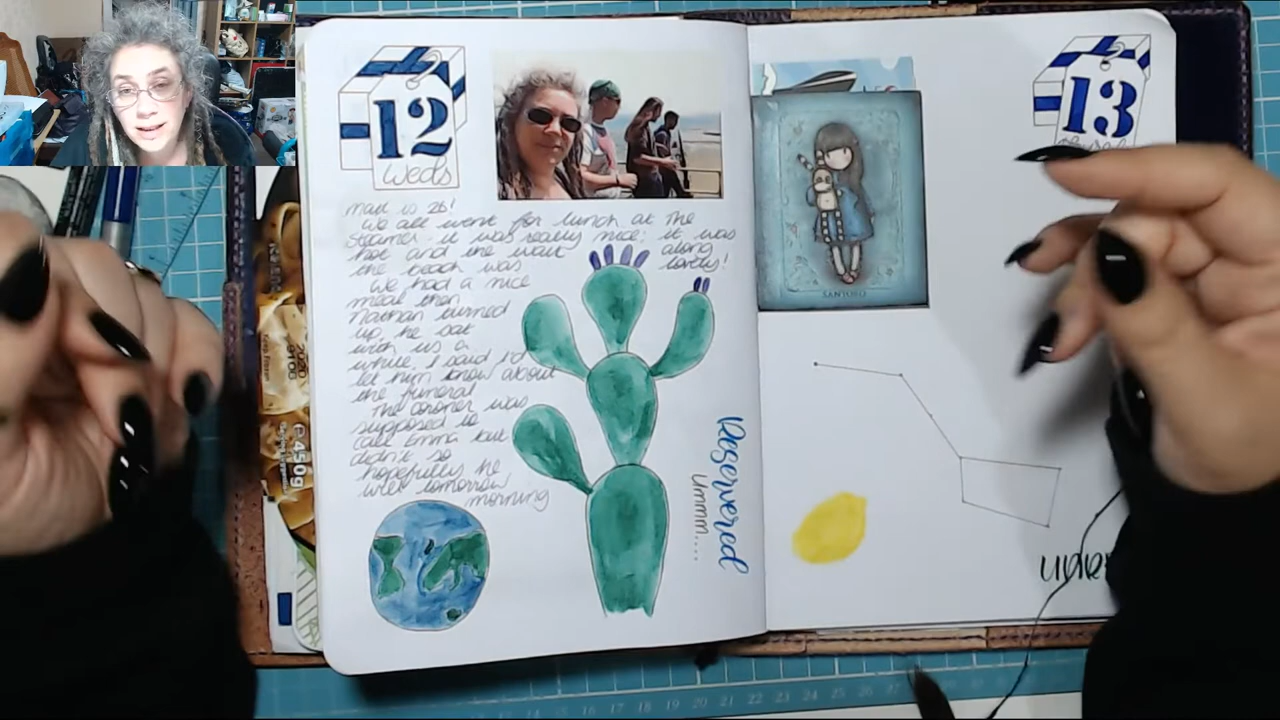 12
Weds
Matt is 26!
We all went for lunch at the
Steamer. it was really nice: it was
hot and the walk along
the beach was lovely!
We had a nice
meal then
Nathan turned
up, he sat
with us a
while. I said I'd
let him know about
the funeral
The coroner was
supposed to
call Emma but
didn't so
hopefully he
will tomorrow
morning
Reserved
Ummm....
13
SANTORO
P.450g